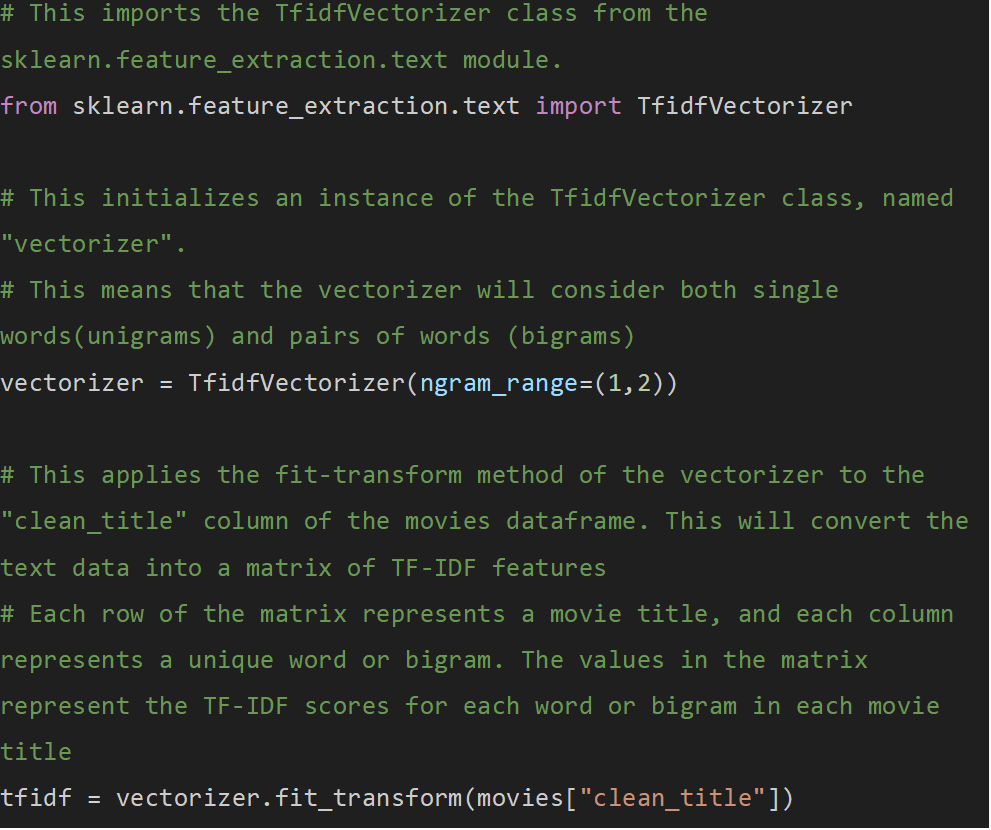 # This imports the TfidfVectorizer class from the
sklearn.feature_extraction.text module.
from sklearn.feature_extraction.text import TfidfVectorizer
# This initializes an instance of the TfidfVectorizer class, named
"vectorizer".
# This means that the vectorizer will consider both single
words(unigrams) and pairs of words (bigrams)
vectorizer = TfidfVectorizer(ngram_range=(1,2))
# This applies the fit-transform method of the vectorizer to the
"clean_title" column of the movies dataframe. This will convert the
text data into a matrix of TF-IDF features
# Each row of the matrix represents a movie title, and each column
represents a unique word or bigram. The values in the matrix
represent the TF-IDF scores for each word or bigram in each movie
title
tfidf = vectorizer.fit_transform(movies["clean_title"])